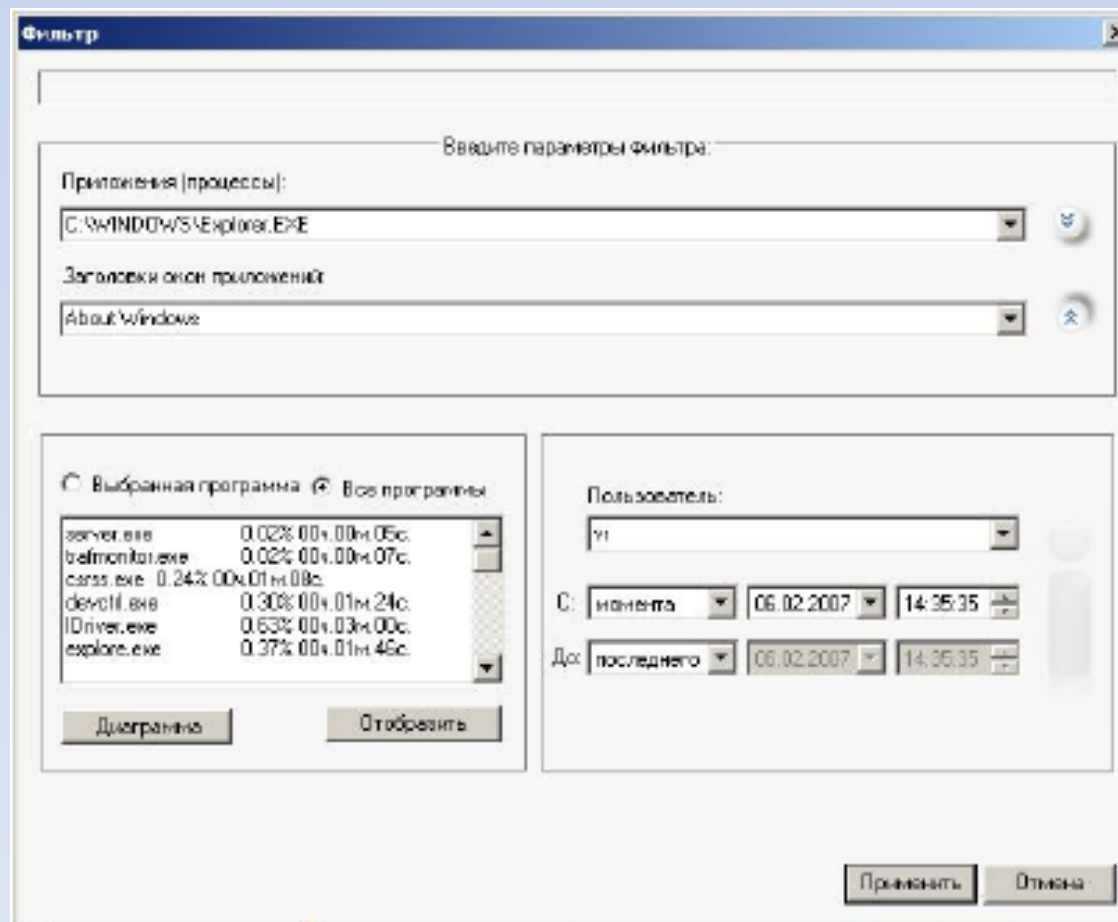 Фильтр
Введите параметры фильтра:
Приложения (процессы):
C:\WINDOWS\Explorer.EXE
Заголовки окон приложений:
About Windows
Выбранная программа Все программы
server.exe 0.02% 00ч.00м.05с.
trafmonitor.exe 0.02% 00ч.00м.07с.
csrss.exe 0.24% 00ч.01м.08с.
devctl.exe 0.30% 00ч.01м.24с.
IDriver.exe 0.63% 00ч.03м.00с.
explore.exe 0.37% 00ч.01м.46с.
Диаграмма Отобразить
Пользователь:
С: момента 06.02.2007 14:35:35
До: последнего 06.02.2007 14:35:35
Применить Отмена